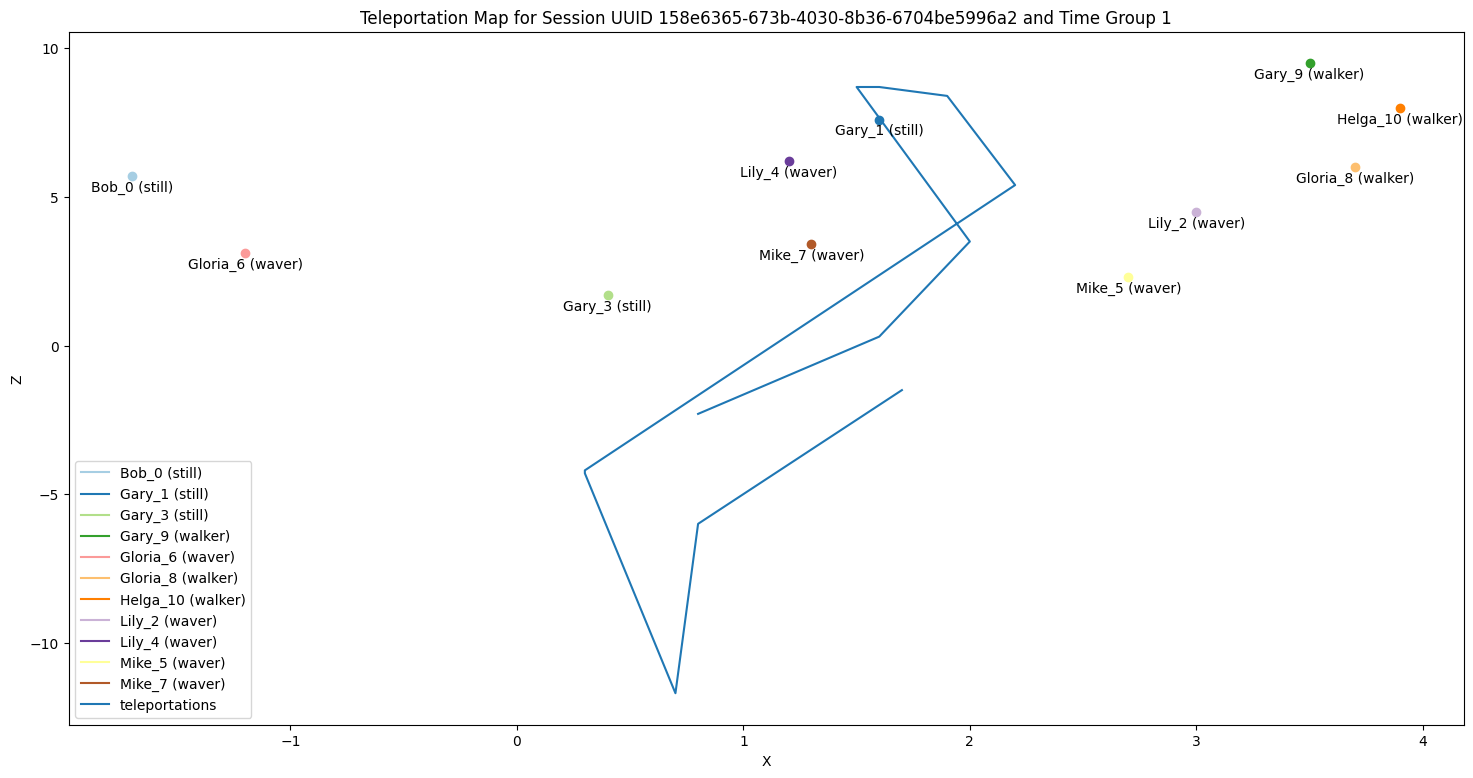 Teleportation Map for Session UUID 158e6365-673b-4030-8b36-6704be5996a2 and Time Group 1
10
5
0
−5
−10
Z
Gary_9 (walker)
Helga_10 (walker)
Gary_1 (still)
Lily_4 (waver)
Gloria_8 (walker)
Bob_0 (still)
Lily_2 (waver)
Mike_7 (waver)
Gloria_6 (waver)
Mike_5 (waver)
Gary_3 (still)
Bob_0 (still)
Gary_1 (still)
Gary_3 (still)
Gary_9 (walker)
Gloria_6 (waver)
Gloria_8 (walker)
Helga_10 (walker)
Lily_2 (waver)
Lily_4 (waver)
Mike_5 (waver)
Mike_7 (waver)
teleportations
−1 0 1 2 3 4
X